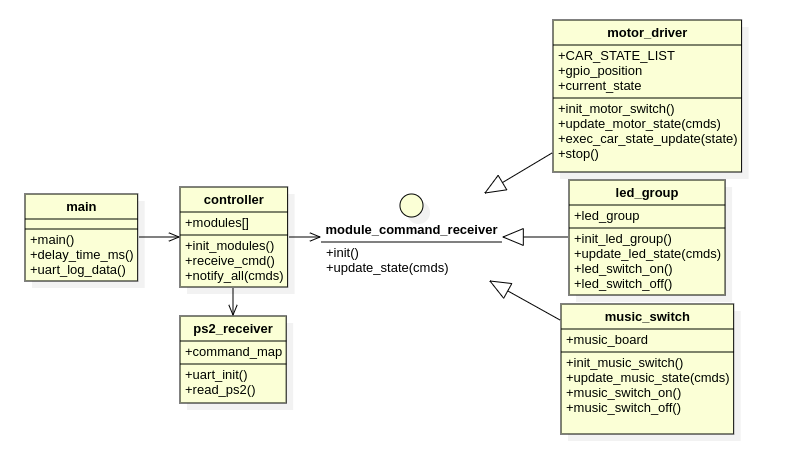 main
+main()
+delay_time_ms()
+uart_log_data()
controller
+modules[]
+init_modules()
+receive_cmd()
+notify_all(cmds)
ps2_receiver
+command_map
+uart_init()
+read_ps2()
module_command_receiver
+init()
+update_state(cmds)
motor_driver
+CAR_STATE_LIST
+gpio_position
+current_state
+init_motor_switch()
+update_motor_state(cmds)
+exec_car_state_update(state)
+stop()
led_group
+led_group
+init_led_group()
+update_led_state(cmds)
+led_switch_on()
+led_switch_off()
music_switch
+music_board
+init_music_switch()
+update_music_state(cmds)
+music_switch_on()
+music_switch_off()